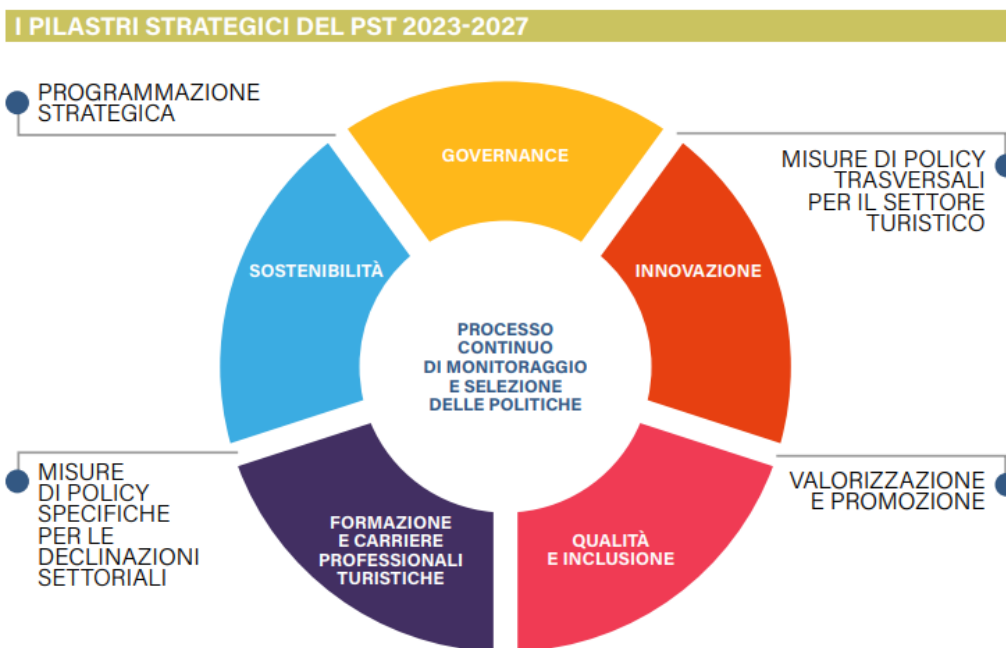 I PILASTRI STRATEGICI DEL PST 2023-2027
PROGRAMMAZIONE
STRATEGICA
GOVERNANCE
MISURE DI POLICY
TRASVERSALI
PER IL SETTORE
TURISTICO
SOSTENIBILITÀ
INNOVAZIONE
PROCESSO
CONTINUO
DI MONITORAGGIO
E SELEZIONE
DELLE POLITICHE
MISURE
DI POLICY
SPECIFICHE
PER LE
DECLINAZIONI
SETTORIALI
VALORIZZAZIONE
E PROMOZIONE
FORMAZIONE
E CARRIERE
PROFESSIONALI
TURISTICHE
QUALITÀ
E INCLUSIONE